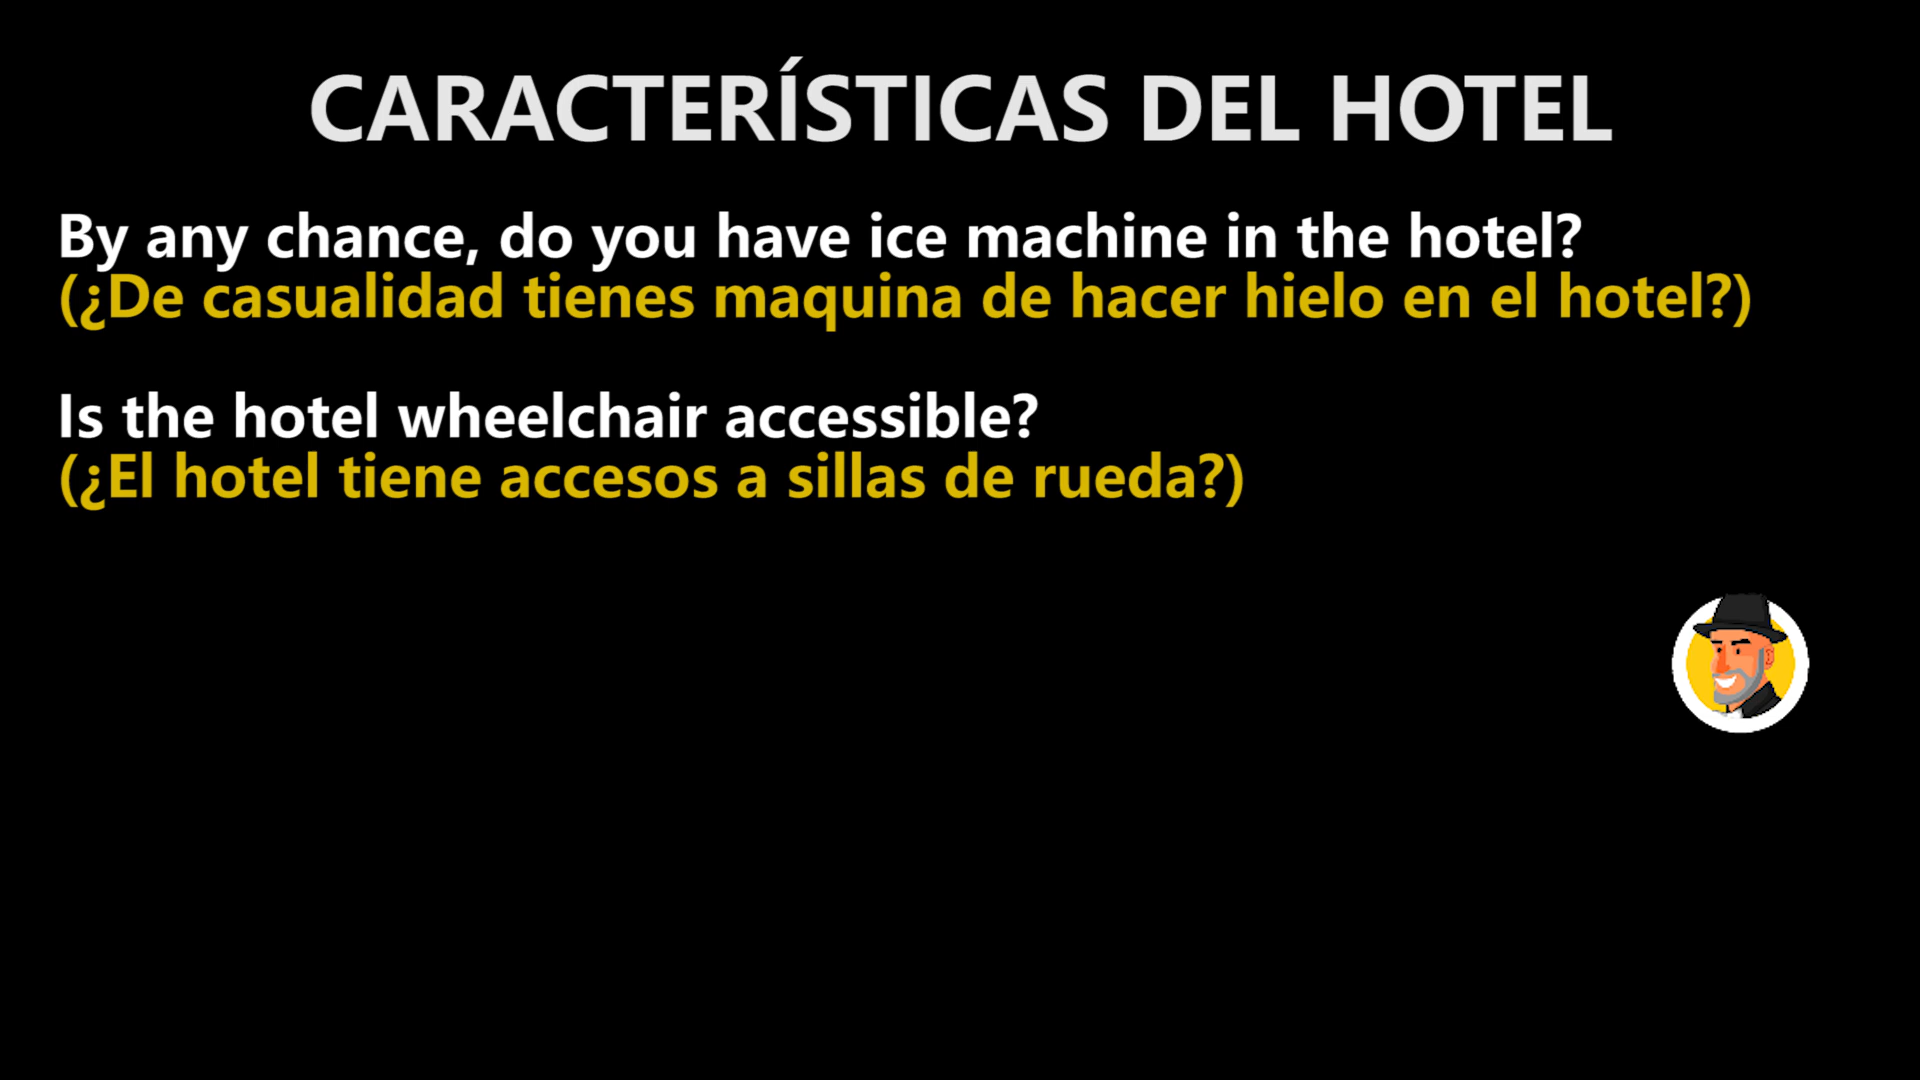 CARACTERÍSTICAS DEL HOTEL
By any chance, do you have ice machine in the hotel?
(¿De casualidad tienes maquina de hacer hielo en el hotel?)
Is the hotel wheelchair accessible?
(¿El hotel tiene accesos a sillas de rueda?)